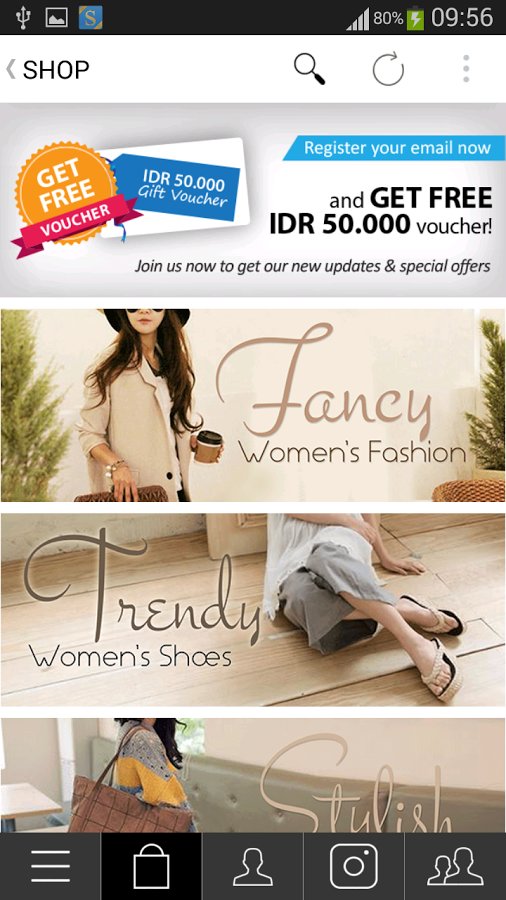 80% 09:56
SHOP
GET
FREE
VOUCHER
IDR 50.000
Gift Voucher
Register your email now
and GET FREE
IDR 50.000 voucher!
Join us now to get our new updates & special offers
Fancy
Women's Fashion
Trendy
Women's Shoes
Stylish